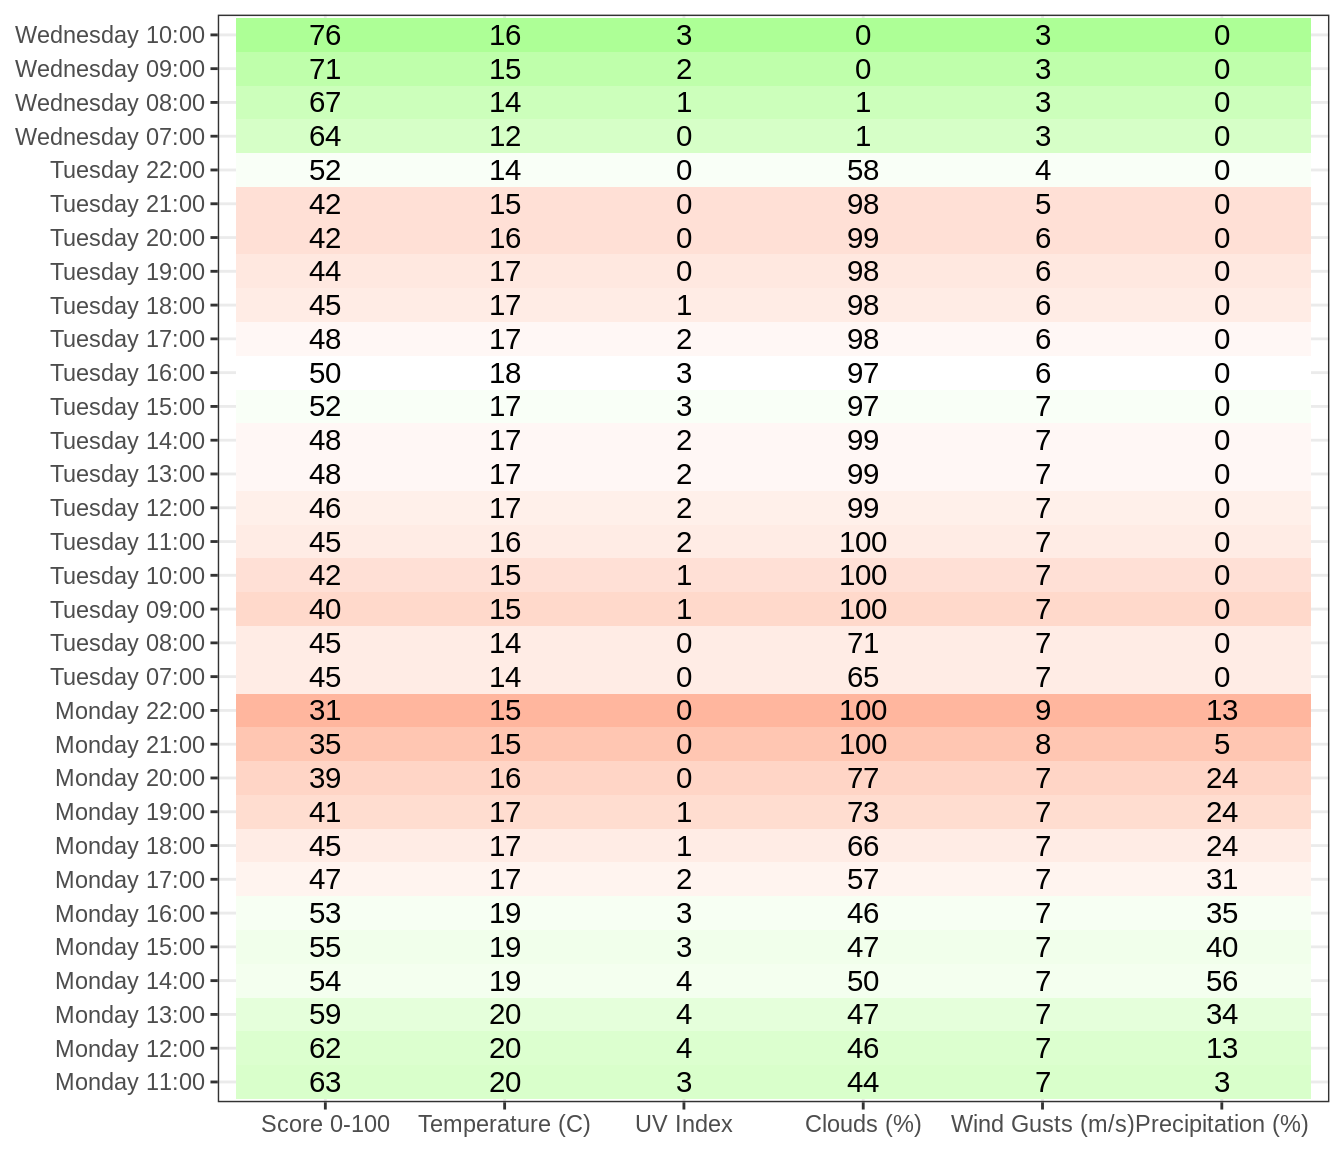 Wednesday 10:00 76 16 3 0 3 0
Wednesday 09:00 71 15 2 0 3 0
Wednesday 08:00 67 14 1 1 3 0
Wednesday 07:00 64 12 0 1 3 0
Tuesday 22:00 52 14 0 58 4 0
Tuesday 21:00 42 15 0 98 5 0
Tuesday 20:00 42 16 0 99 6 0
Tuesday 19:00 44 17 0 98 6 0
Tuesday 18:00 45 17 1 98 6 0
Tuesday 17:00 48 17 2 98 6 0
Tuesday 16:00 50 18 3 97 6 0
Tuesday 15:00 52 17 3 97 7 0
Tuesday 14:00 48 17 2 99 7 0
Tuesday 13:00 48 17 2 99 7 0
Tuesday 12:00 46 17 2 99 7 0
Tuesday 11:00 45 16 2 100 7 0
Tuesday 10:00 42 15 1 100 7 0
Tuesday 09:00 40 15 1 100 7 0
Tuesday 08:00 45 14 0 71 7 0
Tuesday 07:00 45 14 0 65 7 0
Monday 22:00 31 15 0 100 9 13
Monday 21:00 35 15 0 100 8 5
Monday 20:00 39 16 0 77 7 24
Monday 19:00 41 17 1 73 7 24
Monday 18:00 45 17 1 66 7 24
Monday 17:00 47 17 2 57 7 31
Monday 16:00 53 19 3 46 7 35
Monday 15:00 55 19 3 47 7 40
Monday 14:00 54 19 4 50 7 56
Monday 13:00 59 20 4 47 7 34
Monday 12:00 62 20 4 46 7 13
Monday 11:00 63 20 3 44 7 3
Score 0-100 Temperature (C) UV Index Clouds (%) Wind Gusts (m/s) Precipitation (%)